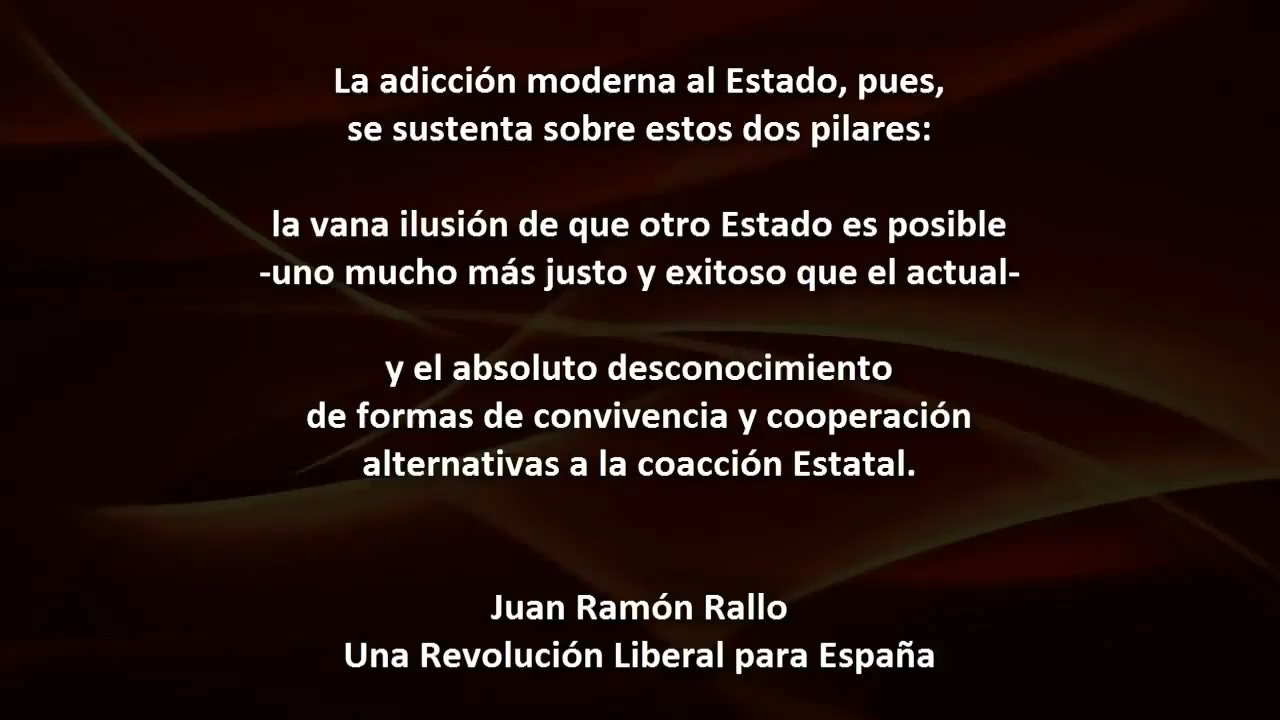 La adicción moderna al Estado, pues,
se sustenta sobre estos dos pilares:
la vana ilusión de que otro Estado es posible
-uno mucho más justo y exitoso que el actual-
y el absoluto desconocimiento
de formas de convivencia y cooperación
alternativas a la coacción Estatal.
Juan Ramón Rallo
Una Revolución Liberal para España